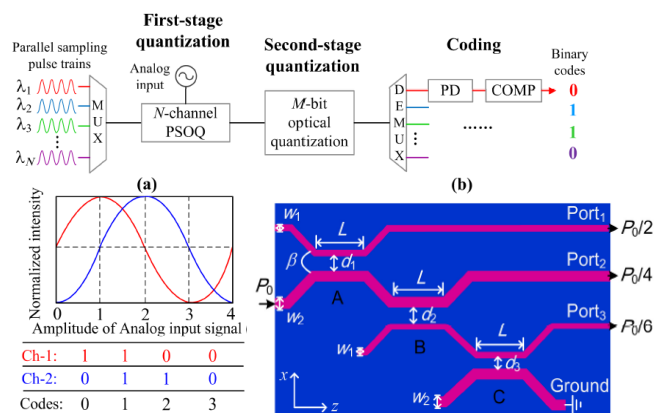 First-stage
quantization
Second-stage
quantization
Coding
Parallel sampling
pulse trains
Analog
input
Binary
codes
λ1
λ2
λ3
λN
M
U
X
N-channel
PSOQ
M-bit
optical
quantization
D
E
M
U
X
PD
COMP
......
0
1
1
0
(a)
Normalized intensity
0 1 2 3 4
Amplitude of Analog input signal (
Ch-1: 1 1 0 0
Ch-2: 0 1 1 0
Codes: 0 1 2 3
(b)
w1
L
Port1
P0/2
β
d1
Port2
P0
L
P0/4
w2
A
d2
Port3
P0/6
w1
B
L
d3
x
z
w2
C
Ground